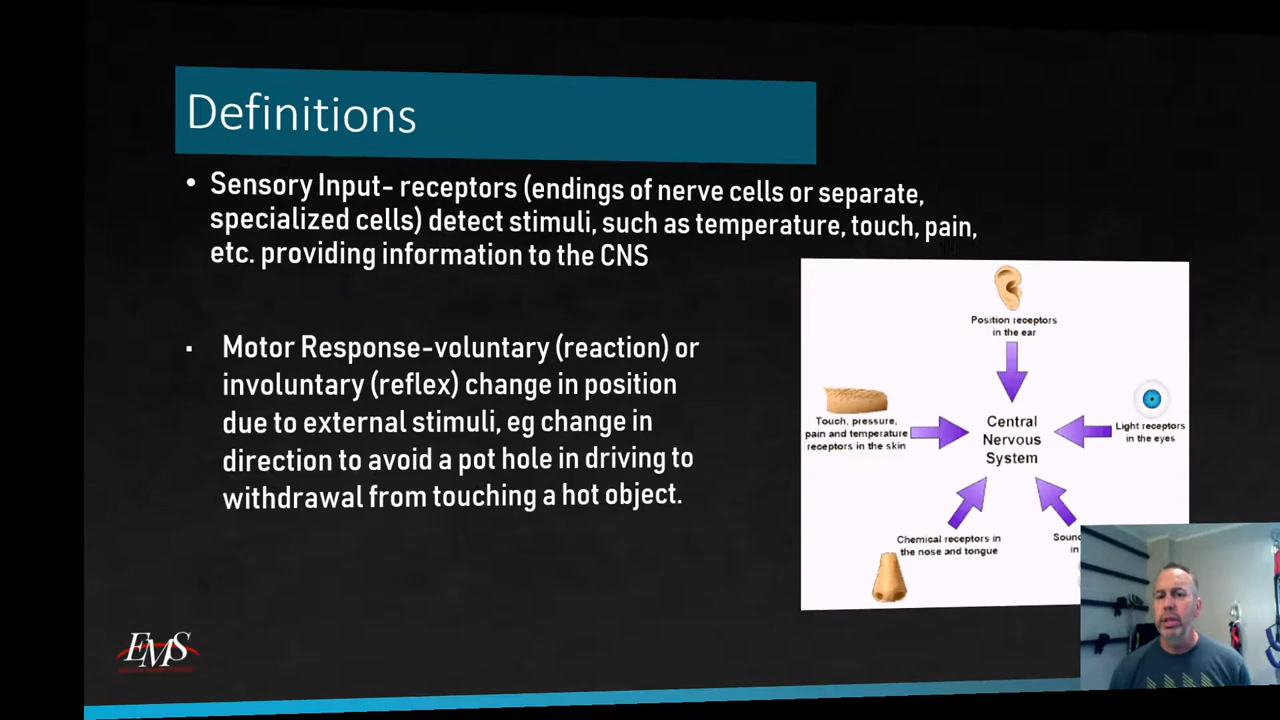 Definitions
• Sensory Input- receptors (endings of nerve cells or separate,
specialized cells) detect stimuli, such as temperature, touch, pain,
etc. providing information to the CNS
▪ Motor Response-voluntary (reaction) or
involuntary (reflex) change in position
due to external stimuli, eg change in
direction to avoid a pot hole in driving to
withdrawal from touching a hot object.
Position receptors
in the ear
Touch, pressure,
pain and temperature
receptors in the skin
Central
Nervous
System
Light receptors
in the eyes
Chemical receptors in
the nose and tongue
in
EMS